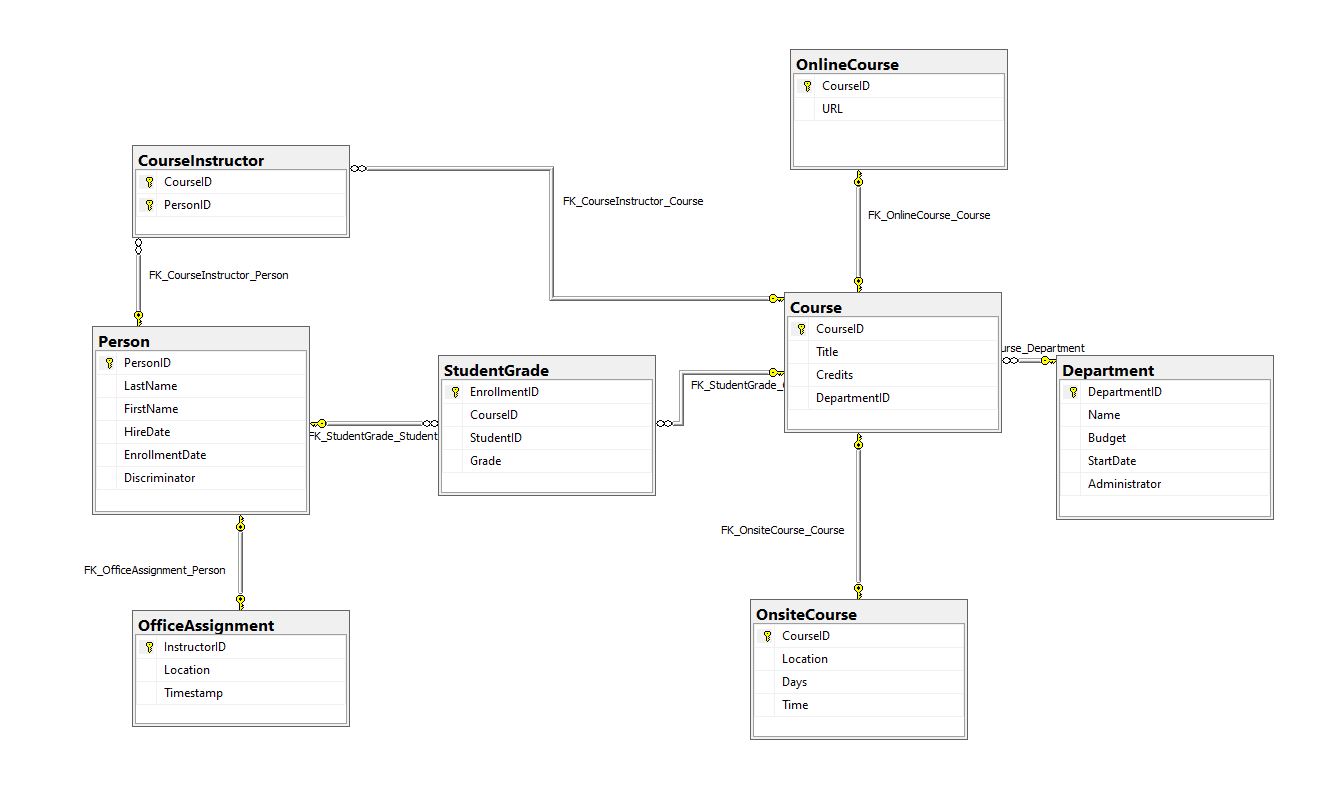 OnlineCourse
CourseID
URL
CourseInstructor
CourseID
PersonID
FK_CourseInstructor_Course
FK_OnlineCourse_Course
FK_CourseInstructor_Person
Course
CourseID
Title
Credits
DepartmentID
Person
PersonID
LastName
FirstName
HireDate
EnrollmentDate
Discriminator
urse_Department
StudentGrade
EnrollmentID
CourseID
StudentID
Grade
FK_StudentGrade_
FK_StudentGrade_Student
Department
DepartmentID
Name
Budget
StartDate
Administrator
FK_OnsiteCourse_Course
FK_OfficeAssignment_Person
OfficeAssignment
InstructorID
Location
Timestamp
OnsiteCourse
CourseID
Location
Days
Time